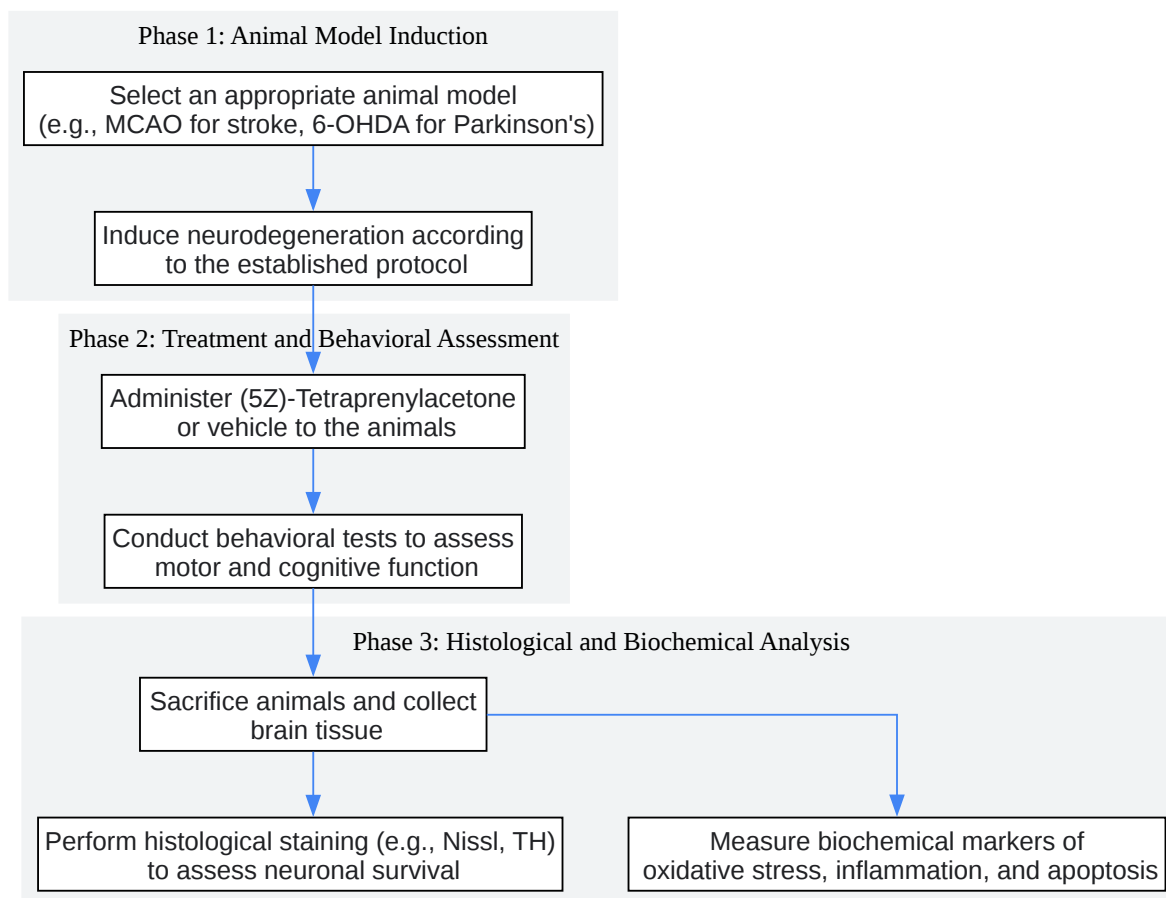 Phase 1: Animal Model Induction
Select an appropriate animal model
(e.g., MCAO for stroke, 6-OHDA for Parkinson's)
Induce neurodegeneration according
to the established protocol
Phase 2: Treatment and Behavioral Assessment
Administer (5Z)-Tetraprenylacetone
or vehicle to the animals
Conduct behavioral tests to assess
motor and cognitive function
Phase 3: Histological and Biochemical Analysis
Sacrifice animals and collect
brain tissue
Perform histological staining (e.g., Nissl, TH)
to assess neuronal survival
Measure biochemical markers of
oxidative stress, inflammation, and apoptosis